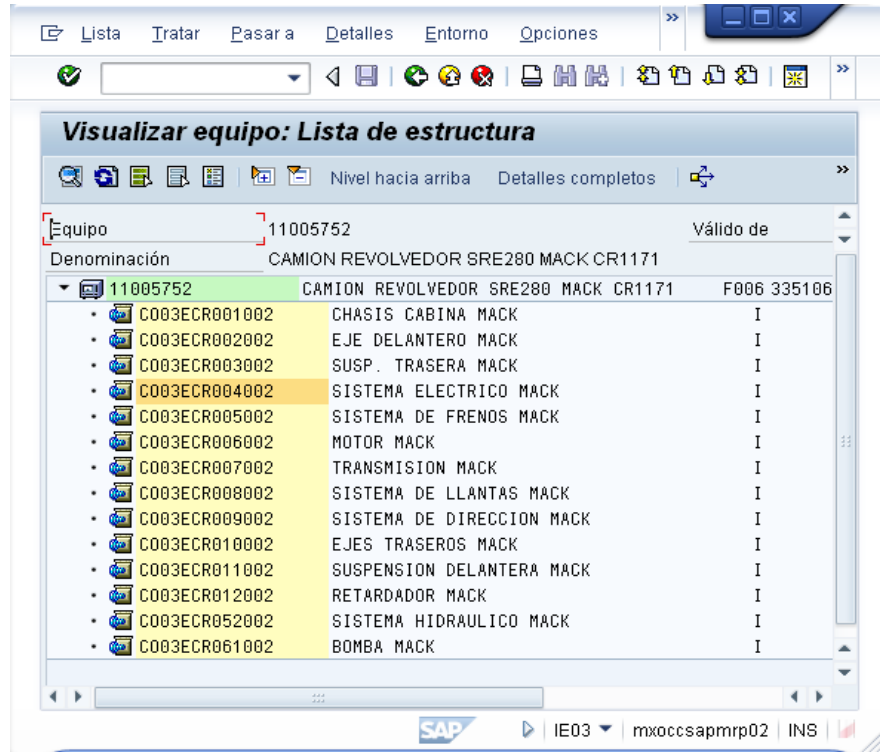 Lista Tratar Pasar a Detalles Entorno Opciones »
»
Visualizar equipo: Lista de estructura
Nivel hacia arriba Detalles completos »
Equipo 11005752 Válido de
Denominación CAMION REVOLVEDOR SRE280 MACK CR1171
11005752 CAMION REVOLVEDOR SRE280 MACK CR1171 F006 335106
C003ECR001002 CHASIS CABINA MACK I
C003ECR002002 EJE DELANTERO MACK I
C003ECR003002 SUSP. TRASERA MACK I
C003ECR004002 SISTEMA ELECTRICO MACK I
C003ECR005002 SISTEMA DE FRENOS MACK I
C003ECR006002 MOTOR MACK I
C003ECR007002 TRANSMISION MACK I
C003ECR008002 SISTEMA DE LLANTAS MACK I
C003ECR009002 SISTEMA DE DIRECCION MACK I
C003ECR010002 EJES TRASEROS MACK I
C003ECR011002 SUSPENSION DELANTERA MACK I
C003ECR012002 RETARDADOR MACK I
C003ECR052002 SISTEMA HIDRAULICO MACK I
C003ECR061002 BOMBA MACK I
SAP IE03 mxoccsapmrp02 INS